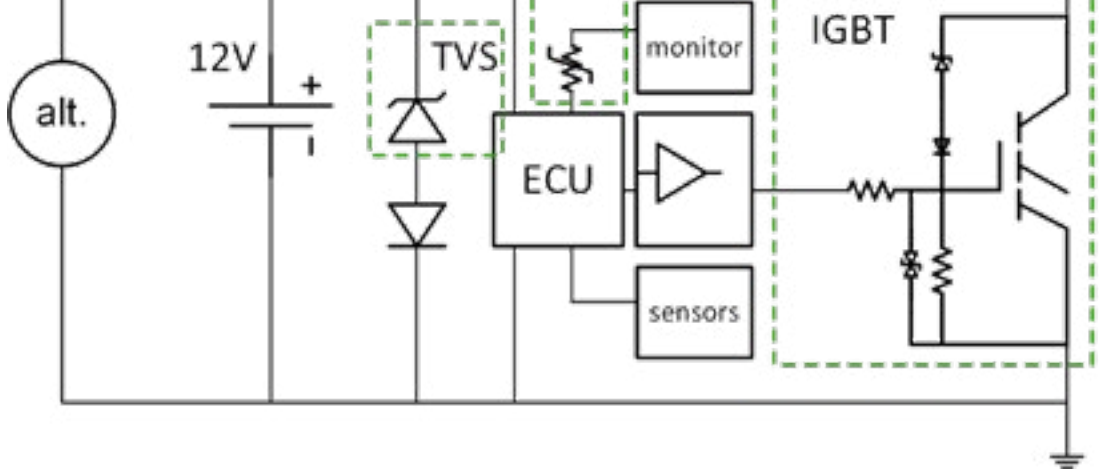 IGBT
12V
TVS
monitor
+
alt.
-
ECU
sensors